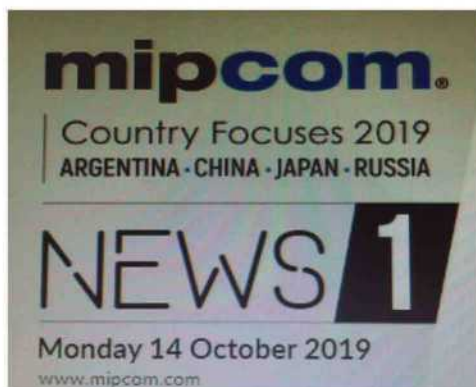 mipcom®
Country Focuses 2019
ARGENTINA · CHINA · JAPAN · RUSSIA
NEWS 1
Monday 14 October 2019
www.mipcom.com